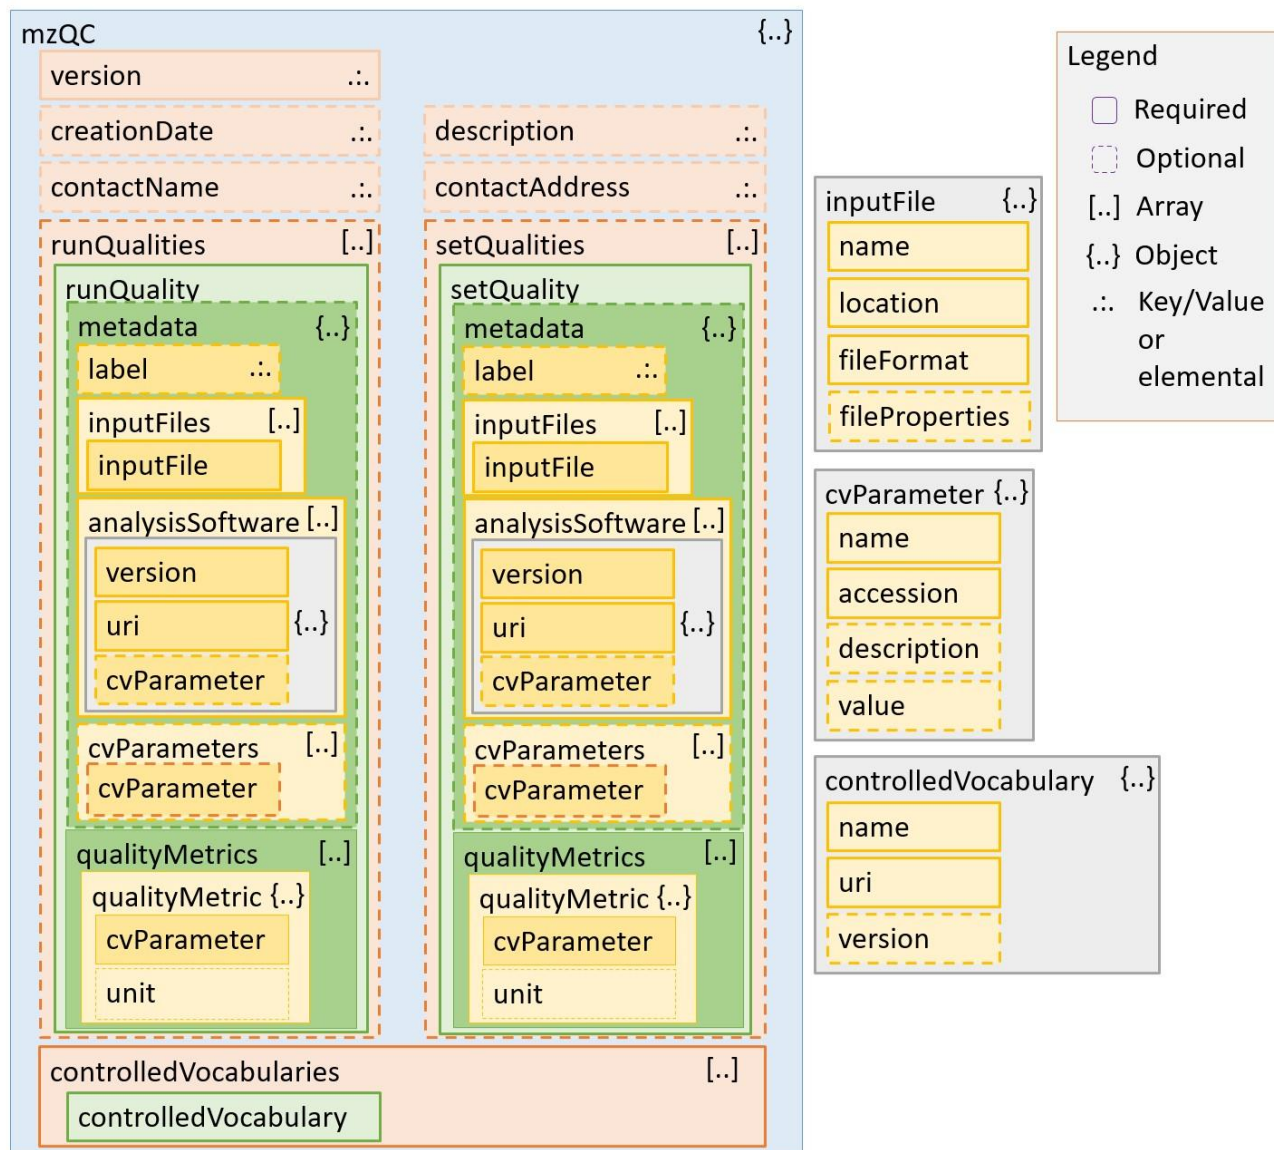 mzQC {..}
version .:.
creationDate .:.
description .:.
contactName .:.
contactAddress .:.
runQualities [..]
runQuality
metadata {..}
label .:.
inputFiles [..]
inputFile
analysisSoftware [..]
version
uri {..}
cvParameter
cvParameters [..]
cvParameter
qualityMetrics [..]
qualityMetric {..}
cvParameter
unit
setQualities [..]
setQuality
metadata {..}
label .:.
inputFiles [..]
inputFile
analysisSoftware [..]
version
uri {..}
cvParameter
cvParameters [..]
cvParameter
qualityMetrics [..]
qualityMetric {..}
cvParameter
unit
controlledVocabularies [..]
controlledVocabulary
inputFile {..}
name
location
fileFormat
fileProperties
cvParameter {..}
name
accession
description
value
controlledVocabulary {..}
name
uri
version
Legend
Required
Optional
[..] Array
{..} Object
.:. Key/Value
or
elemental